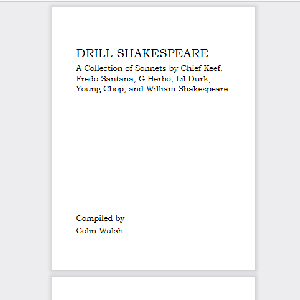 DRILL SHAKESPEARE
A Collection of Sonnets by Chief Keef,
Fredo Santana, G Herbo, Lil Durk,
Young Chop, and William Shakespeare
Compiled by
Colin Walsh